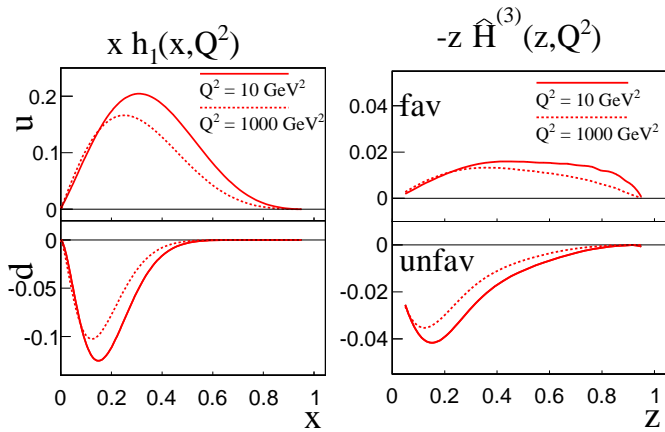 x h₁(x,Q²)
-z Ĥ⁽³⁾(z,Q²)
Q² = 10 GeV²
Q² = 1000 GeV²
0.2
0.1
0
u
0
-0.05
-0.1
d
0 0.2 0.4 0.6 0.8 1
x
Q² = 10 GeV²
Q² = 1000 GeV²
fav
0.04
0.02
0
unfav
0
-0.02
-0.04
0 0.2 0.4 0.6 0.8 1
z